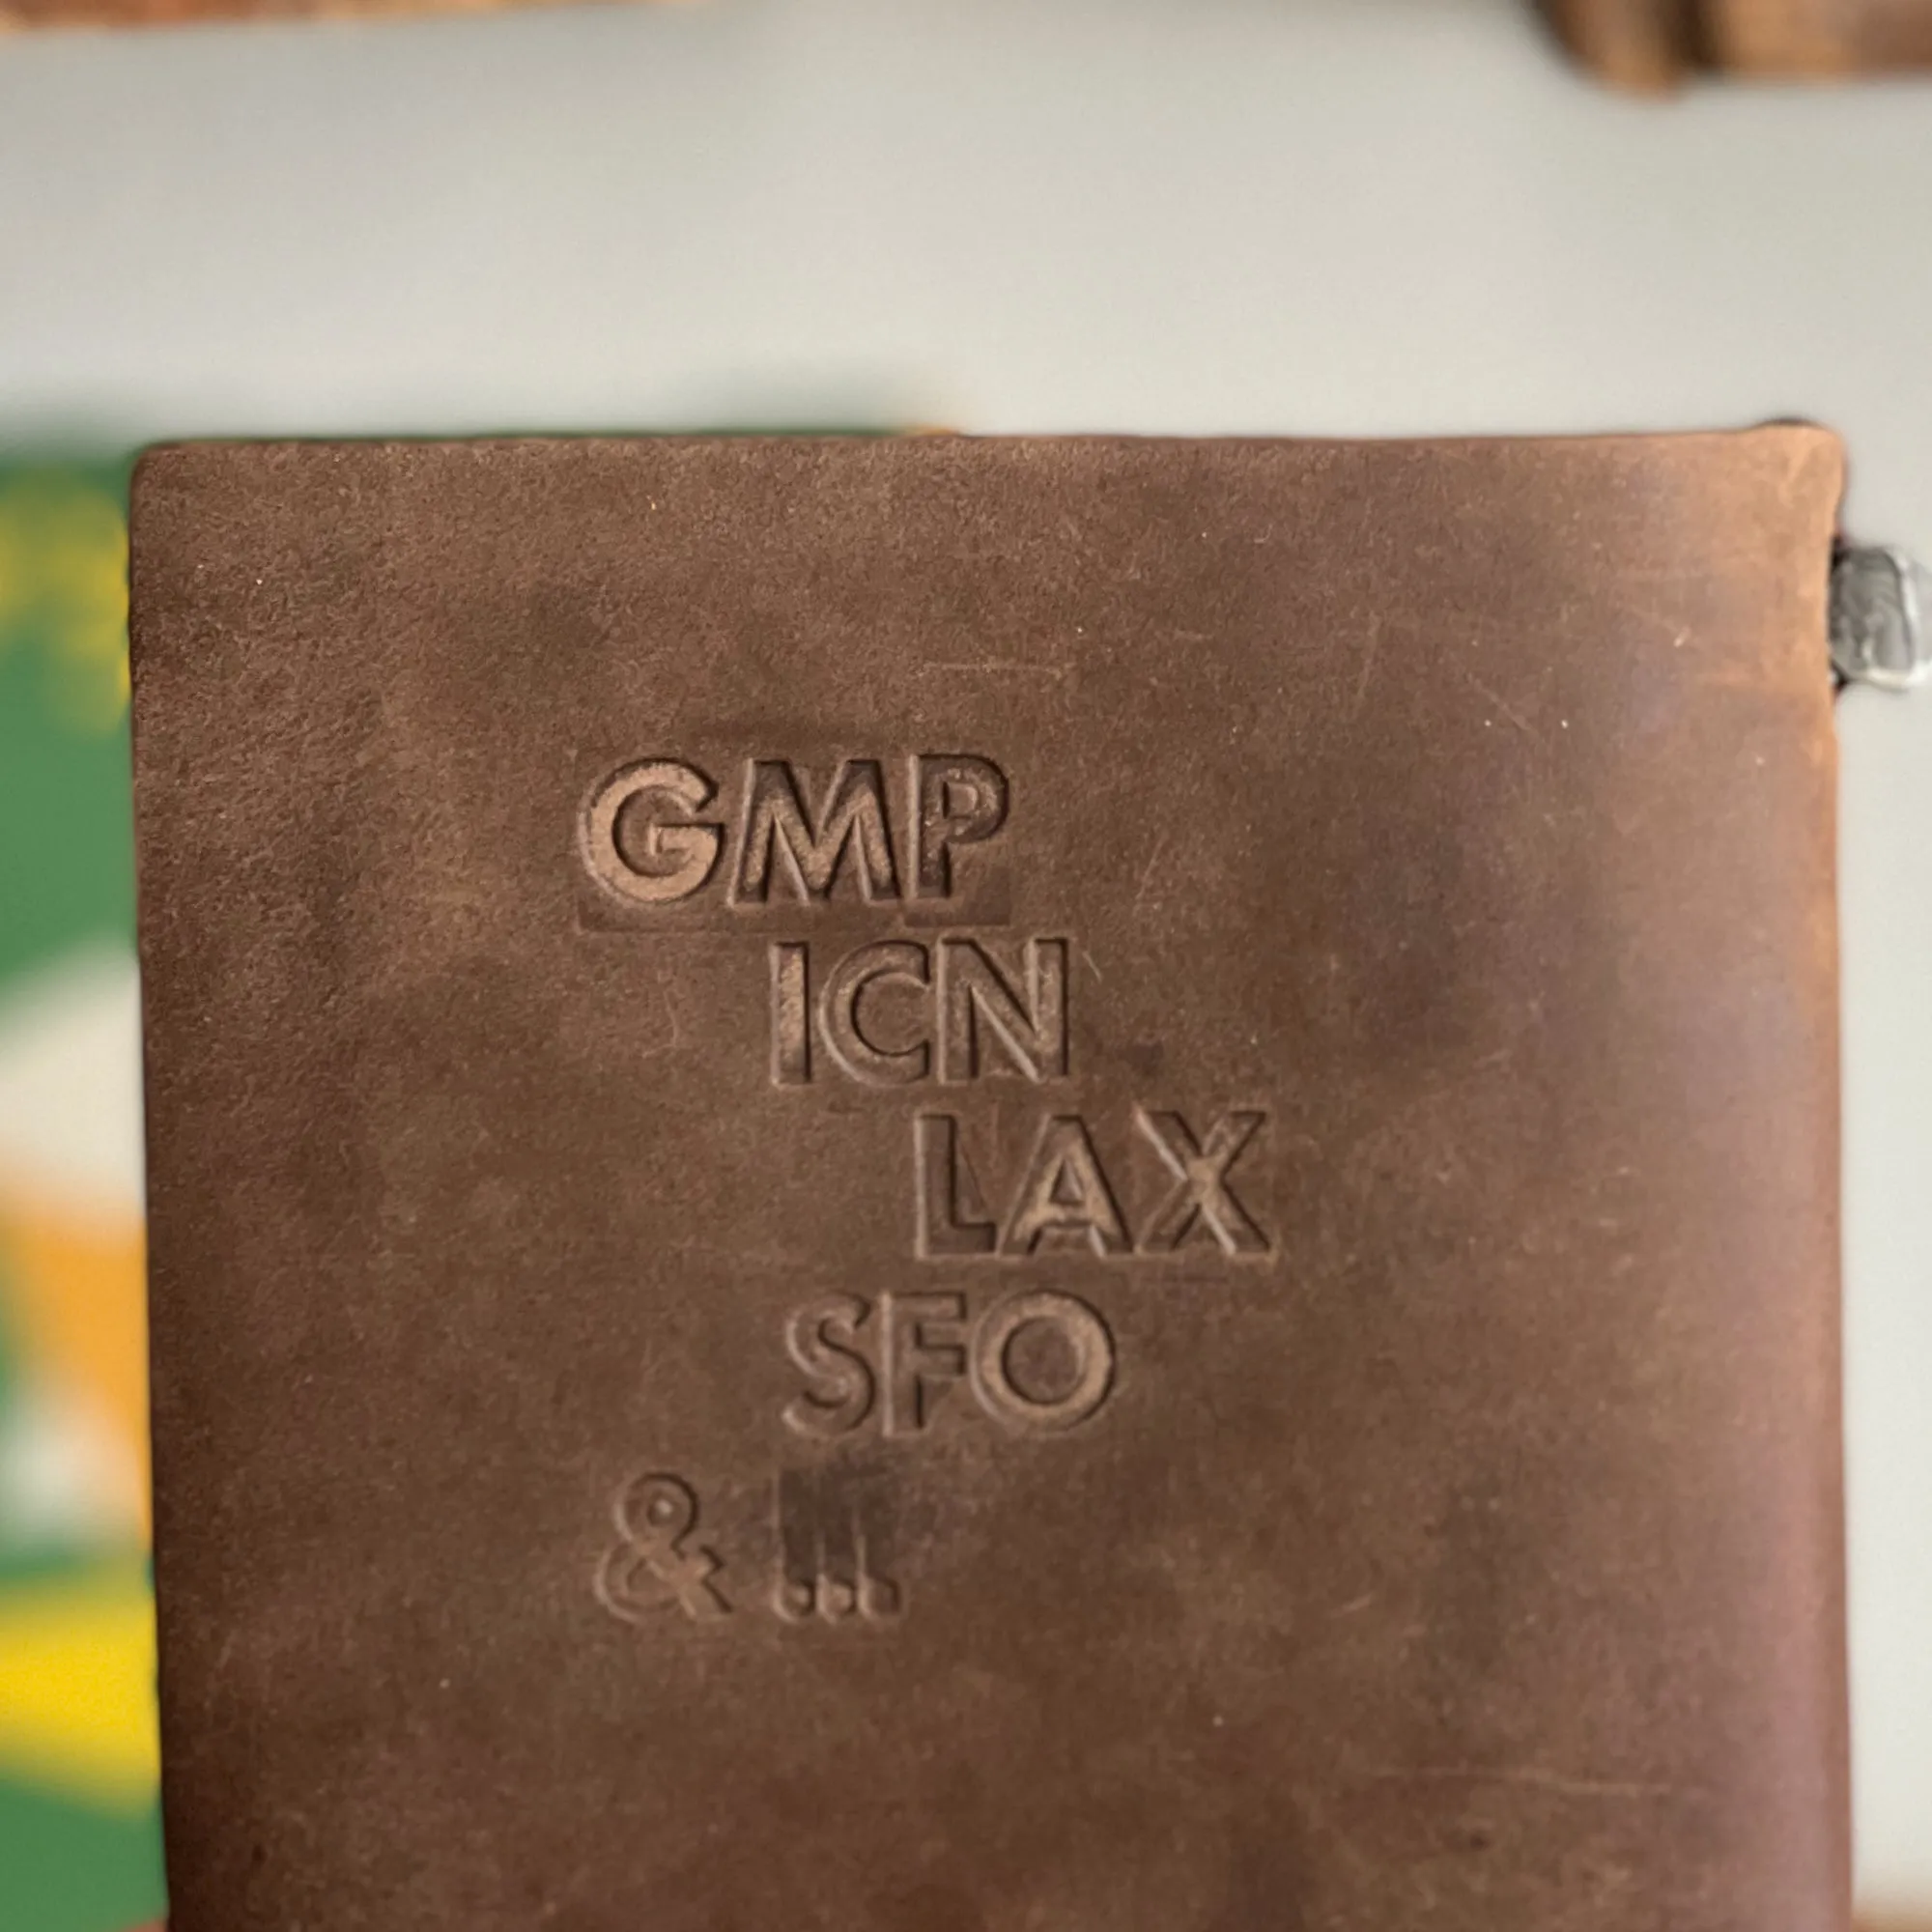 GMP
ICN
LAX
SFO
& ...